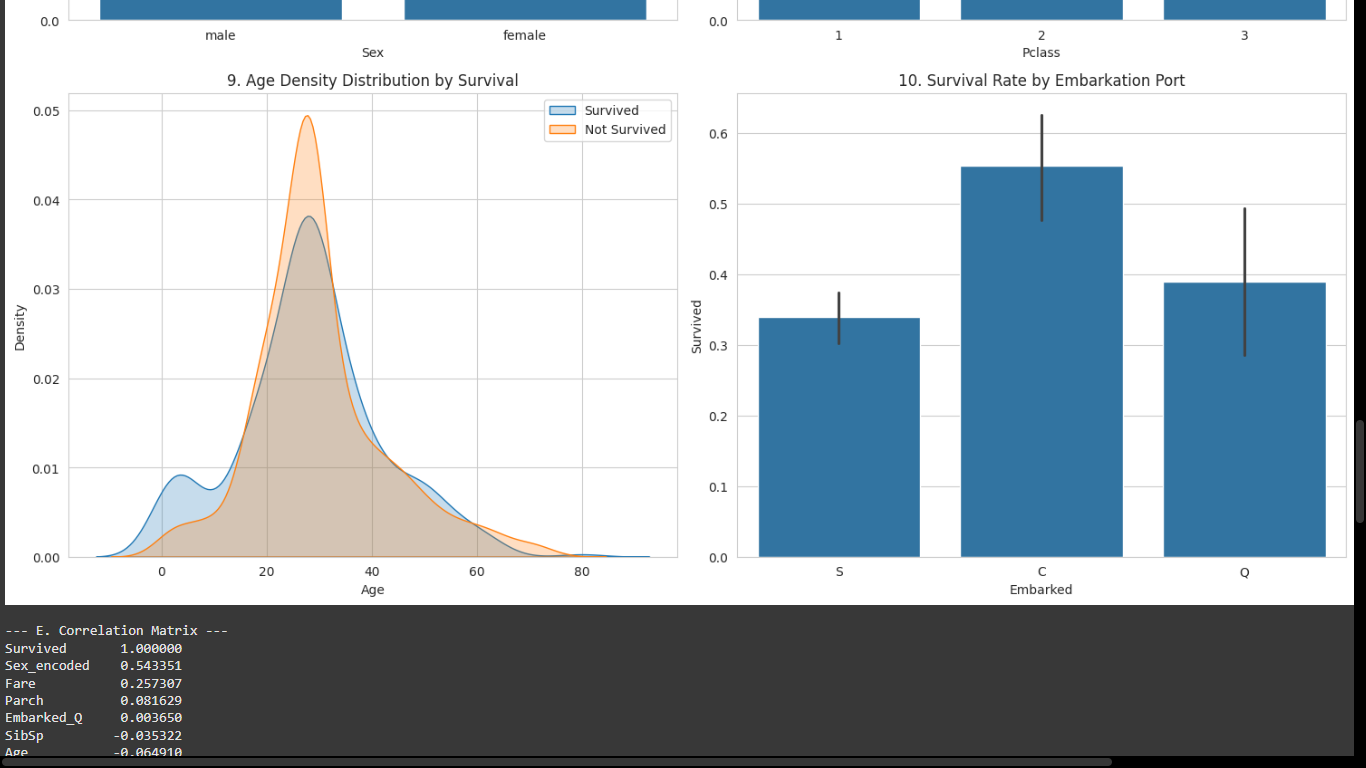 0.0
male female
Sex
0.0
1 2 3
Pclass
9. Age Density Distribution by Survival
0.05
0.04
0.03
0.02
0.01
0.00
Density
Survived
Not Survived
0 20 40 60 80
Age
10. Survival Rate by Embarkation Port
0.6
0.5
0.4
0.3
0.2
0.1
0.0
Survived
S C Q
Embarked
--- E. Correlation Matrix ---
Survived 1.000000
Sex_encoded 0.543351
Fare 0.257307
Parch 0.081629
Embarked_Q 0.003650
SibSp -0.035322
Age -0.064910